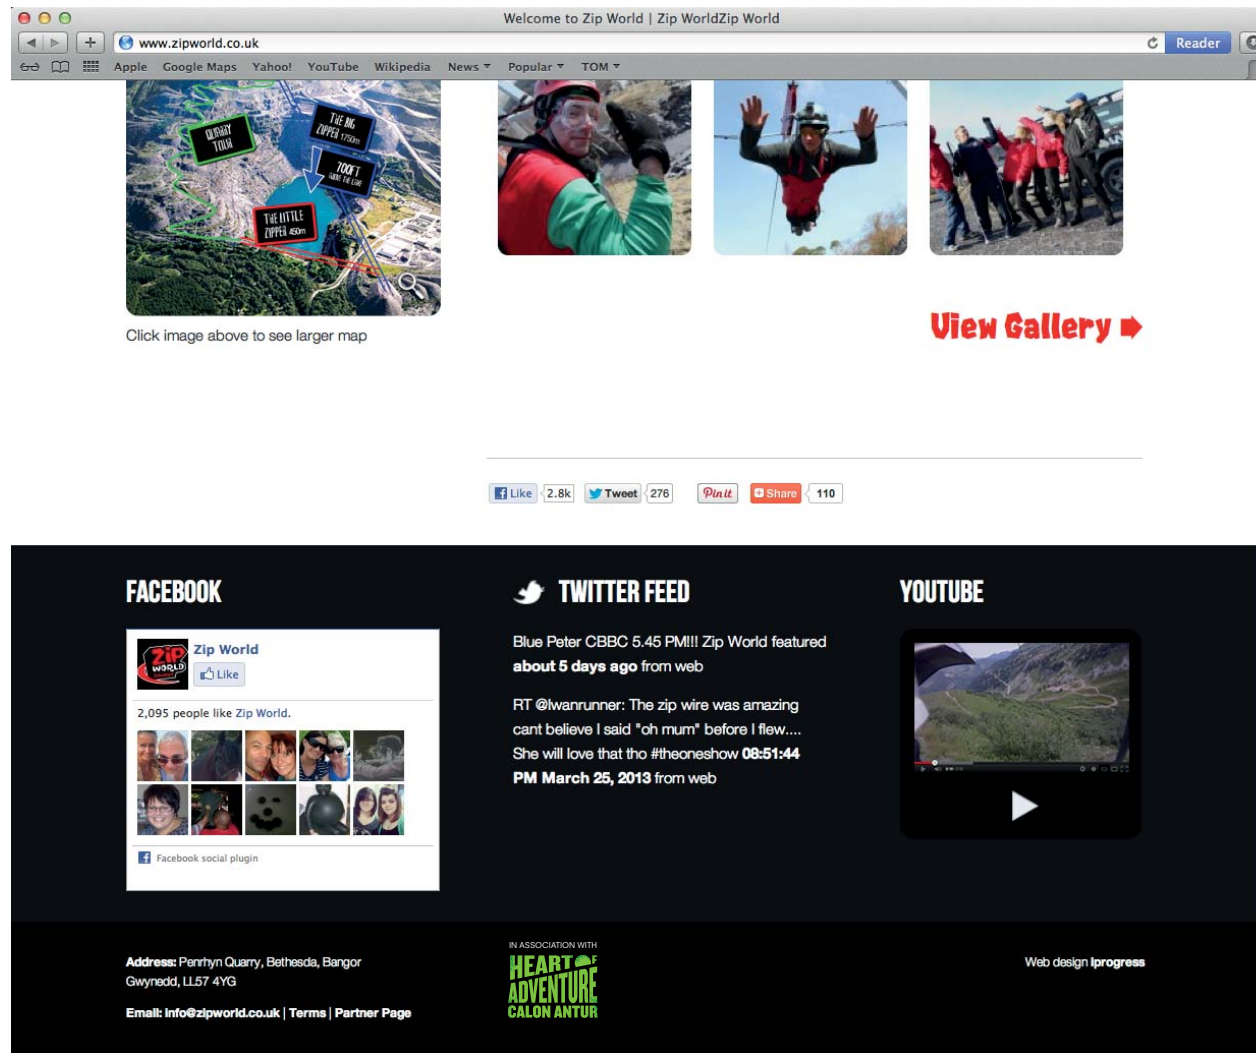 Welcome to Zip World | Zip WorldZip World
www.zipworld.co.uk
Reader
Apple Google Maps Yahoo! YouTube Wikipedia News Popular TOM
QUARRY
TOUR
THE BIG
ZIPPER 1750m
700FT
ABOVE THE LAKE
THE LITTLE
ZIPPER 450m
Click image above to see larger map
View Gallery
Like 2.8k Tweet 276 Pin it Share 110
FACEBOOK
Zip World
Like
ZIP
WORLD
2,095 people like Zip World.
Facebook social plugin
TWITTER FEED
Blue Peter CBBC 5.45 PM!!! Zip World featured
about 5 days ago from web
RT @Iwanrunner: The zip wire was amazing
cant believe I said "oh mum" before I flew....
She will love that tho #theoneshow 08:51:44
PM March 25, 2013 from web
YOUTUBE
Address: Penrhyn Quarry, Bethesda, Bangor
Gwynedd, LL57 4YG
Email: info@zipworld.co.uk | Terms | Partner Page
IN ASSOCIATION WITH
HEART OF
ADVENTURE
CALON ANTUR
Web design iprogress